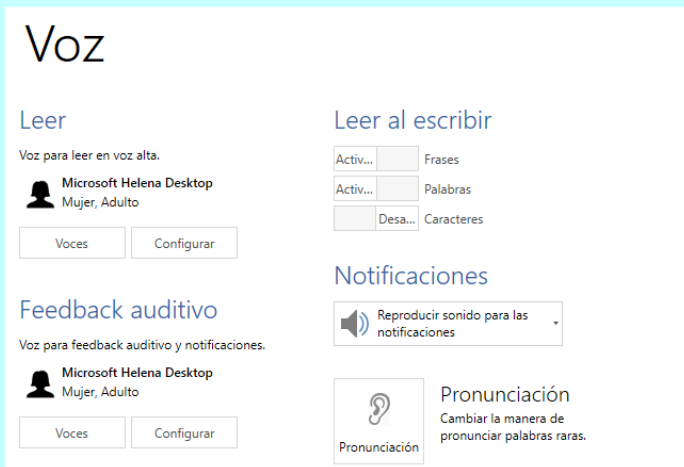 Voz
Leer
Voz para leer en voz alta.
Microsoft Helena Desktop
Mujer, Adulto
Voces
Configurar
Feedback auditivo
Voz para feedback auditivo y notificaciones.
Microsoft Helena Desktop
Mujer, Adulto
Voces
Configurar
Leer al escribir
Activ...
Frases
Activ...
Palabras
Desa...
Caracteres
Notificaciones
Reproducir sonido para las
notificaciones
Pronunciación
Pronunciación
Cambiar la manera de
pronunciar palabras raras.